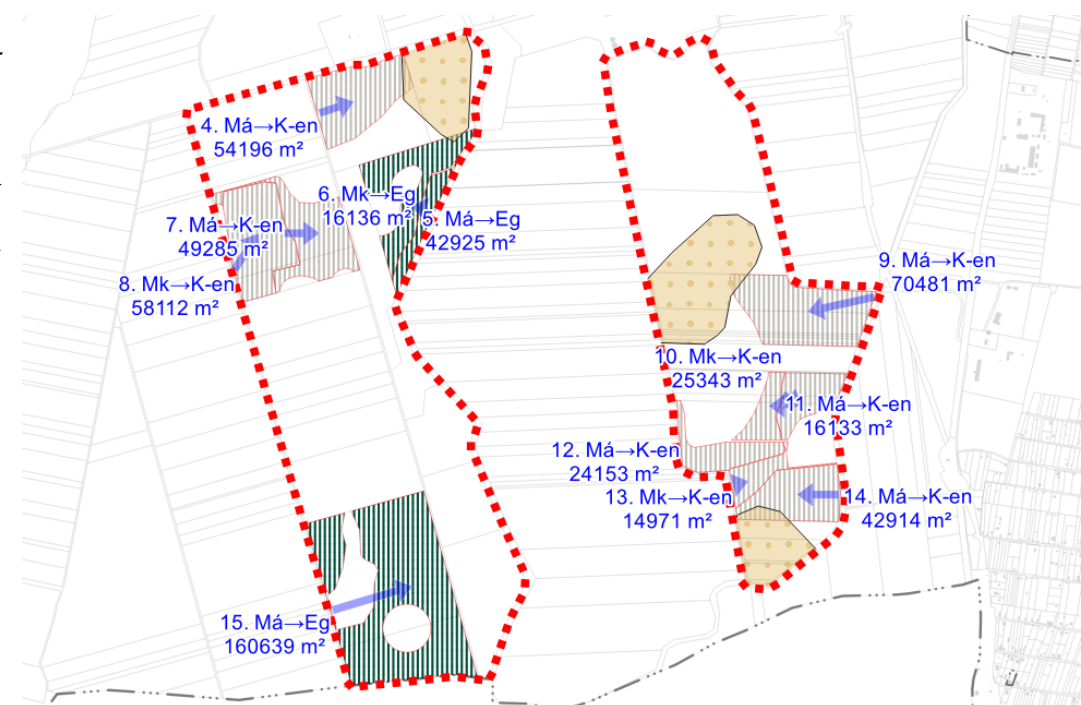 4. Má→K-en
54196 m²
6. Mk→Eg
16136 m²
5. Má→Eg
42925 m²
7. Má→K-en
49285 m²
8. Mk→K-en
58112 m²
9. Má→K-en
70481 m²
10. Mk→K-en
25343 m²
11. Má→K-en
16133 m²
12. Má→K-en
24153 m²
13. Mk→K-en
14971 m²
14. Má→K-en
42914 m²
15. Má→Eg
160639 m²